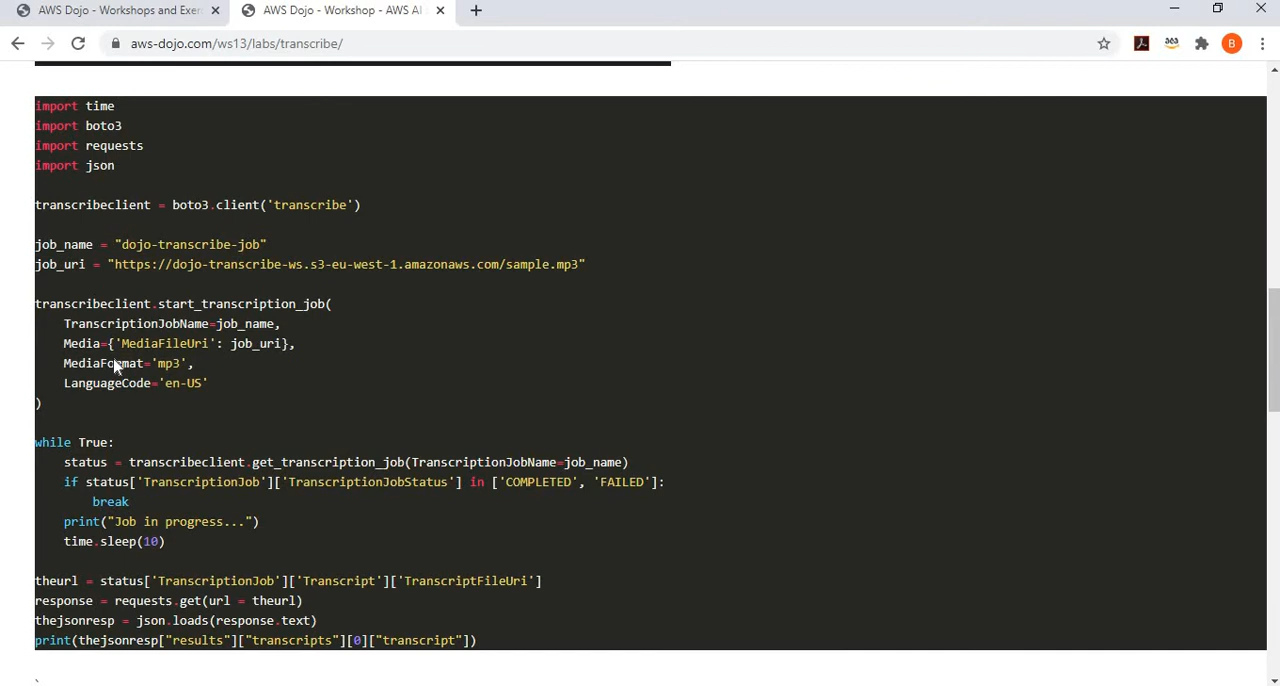 AWS Dojo - Workshops and Exer
AWS Dojo - Workshop - AWS AI
aws-dojo.com/ws13/labs/transcribe/
B
import time
import boto3
import requests
import json
transcribeclient = boto3.client('transcribe')
job_name = "dojo-transcribe-job"
job_uri = "https://dojo-transcribe-ws.s3-eu-west-1.amazonaws.com/sample.mp3"
transcribeclient.start_transcription_job(
    TranscriptionJobName=job_name,
    Media={'MediaFileUri': job_uri},
    MediaFormat='mp3',
    LanguageCode='en-US'
)
while True:
    status = transcribeclient.get_transcription_job(TranscriptionJobName=job_name)
    if status['TranscriptionJob']['TranscriptionJobStatus'] in ['COMPLETED', 'FAILED']:
        break
    print("Job in progress...")
    time.sleep(10)
theurl = status['TranscriptionJob']['Transcript']['TranscriptFileUri']
response = requests.get(url = theurl)
thejsonresp = json.loads(response.text)
print(thejsonresp["results"]["transcripts"][0]["transcript"])
`